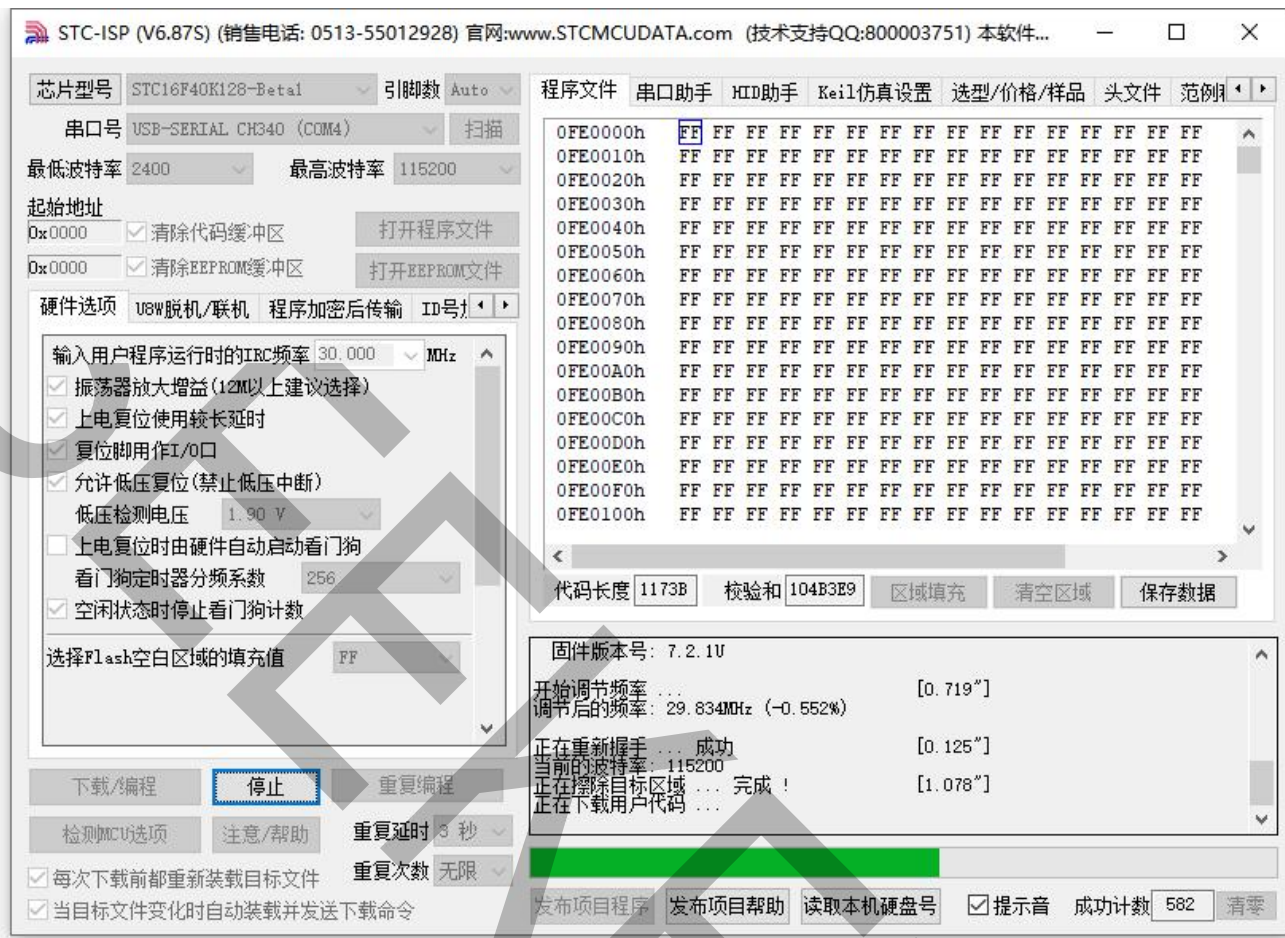 STC-ISP (V6.87S) (销售电话: 0513-55012928) 官网:www.STCMCUDATA.com (技术支持QQ:800003751) 本软件...
芯片型号 STC16F40K128-Beta1 引脚数 Auto
串口号 USB-SERIAL CH340 (COM4) 扫描
最低波特率 2400 最高波特率 115200
起始地址
0x0000 清除代码缓冲区 打开程序文件
0x0000 清除EEPROM缓冲区 打开EEPROM文件
硬件选项 U8W脱机/联机 程序加密后传输 ID号
输入用户程序运行时的IRC频率 30.000 MHz
振荡器放大增益(12M以上建议选择)
上电复位使用较长延时
复位脚用作I/O口
允许低压复位(禁止低压中断)
低压检测电压 1.90 V
上电复位时由硬件自动启动看门狗
看门狗定时器分频系数 256
空闲状态时停止看门狗计数
选择Flash空白区域的填充值 FF
下载/编程 停止 重复编程
检测MCU选项 注意/帮助 重复延时 3 秒
重复次数 无限
每次下载前都重新装载目标文件
当目标文件变化时自动装载并发送下载命令
程序文件 串口助手 HID助手 Keil仿真设置 选型/价格/样品 头文件 范例
0FE0000h FF FF FF FF FF FF FF FF FF FF FF FF FF FF FF FF
0FE0010h FF FF FF FF FF FF FF FF FF FF FF FF FF FF FF FF
0FE0020h FF FF FF FF FF FF FF FF FF FF FF FF FF FF FF FF
0FE0030h FF FF FF FF FF FF FF FF FF FF FF FF FF FF FF FF
0FE0040h FF FF FF FF FF FF FF FF FF FF FF FF FF FF FF FF
0FE0050h FF FF FF FF FF FF FF FF FF FF FF FF FF FF FF FF
0FE0060h FF FF FF FF FF FF FF FF FF FF FF FF FF FF FF FF
0FE0070h FF FF FF FF FF FF FF FF FF FF FF FF FF FF FF FF
0FE0080h FF FF FF FF FF FF FF FF FF FF FF FF FF FF FF FF
0FE0090h FF FF FF FF FF FF FF FF FF FF FF FF FF FF FF FF
0FE00A0h FF FF FF FF FF FF FF FF FF FF FF FF FF FF FF FF
0FE00B0h FF FF FF FF FF FF FF FF FF FF FF FF FF FF FF FF
0FE00C0h FF FF FF FF FF FF FF FF FF FF FF FF FF FF FF FF
0FE00D0h FF FF FF FF FF FF FF FF FF FF FF FF FF FF FF FF
0FE00E0h FF FF FF FF FF FF FF FF FF FF FF FF FF FF FF FF
0FE00F0h FF FF FF FF FF FF FF FF FF FF FF FF FF FF FF FF
0FE0100h FF FF FF FF FF FF FF FF FF FF FF FF FF FF FF FF
代码长度 1173B 校验和 104B3E9 区域填充 清空区域 保存数据
固件版本号: 7.2.1U
开始调节频率 ... [0.719"]
调节后的频率: 29.834MHz (-0.552%)
正在重新握手 ... 成功 [0.125"]
当前的波特率: 115200
正在擦除目标区域 ... 完成 ! [1.078"]
正在下载用户代码 ...
发布项目程序 发布项目帮助 读取本机硬盘号 提示音 成功计数 582 清零